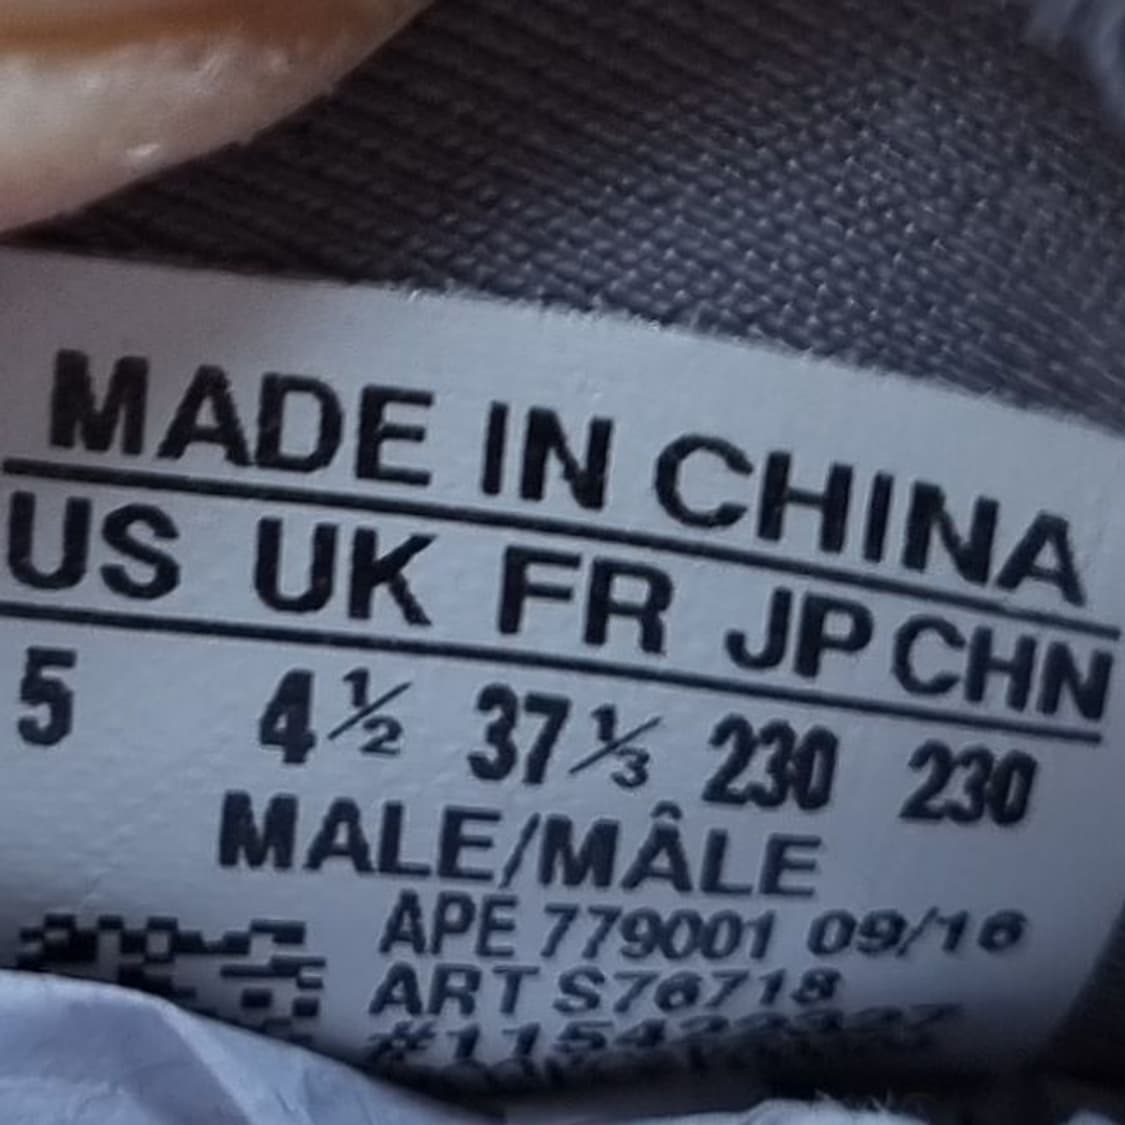 MADE IN CHINA
US UK FR JP CHN
5 4½ 37⅓ 230 230
MALE/MÂLE
APE 779001 09/16
ART S76718